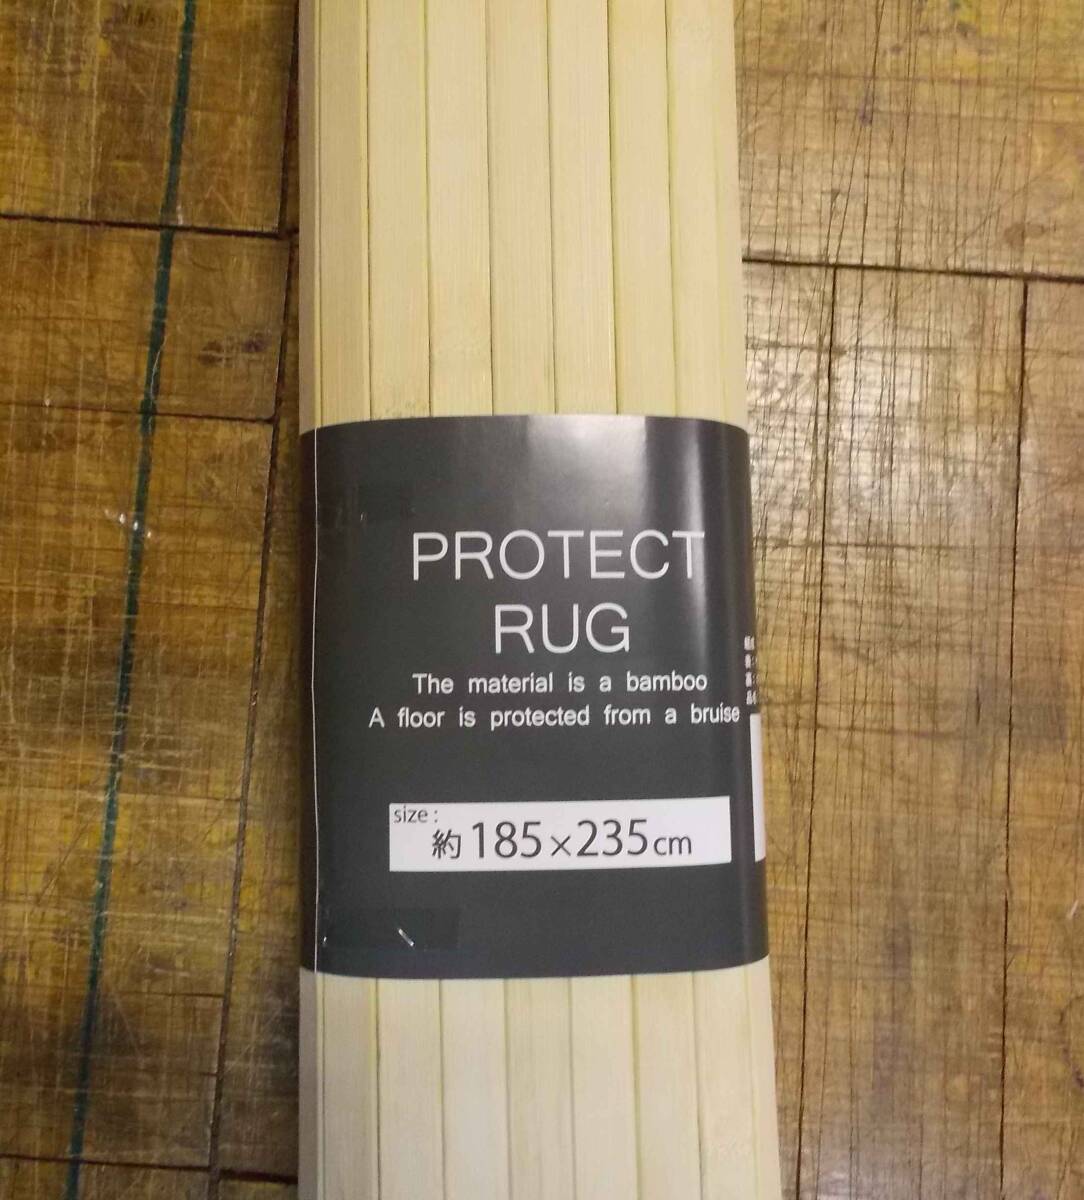 PROTECT
RUG
The material is a bamboo
A floor is protected from a bruise
size :
約185×235cm